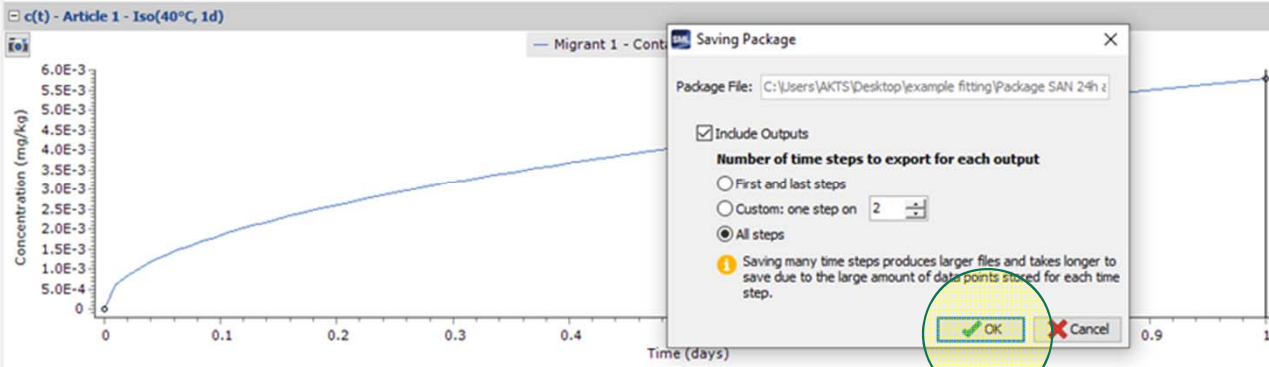 c(t) - Article 1 - Iso(40°C, 1d)
Migrant 1 - Conta
SML
Saving Package
Package File: C:\Users\AKTS\Desktop\example fitting\Package SAN 24h a
Include Outputs
Number of time steps to export for each output
First and last steps
Custom: one step on 2
All steps
Saving many time steps produces larger files and takes longer to
save due to the large amount of data points stored for each time
step.
OK Cancel
Concentration (mg/kg)
6.0E-3
5.5E-3
5.0E-3
4.5E-3
4.0E-3
3.5E-3
3.0E-3
2.5E-3
2.0E-3
1.5E-3
1.0E-3
5.0E-4
0
0 0.1 0.2 0.3 0.4 0.9 1
Time (days)